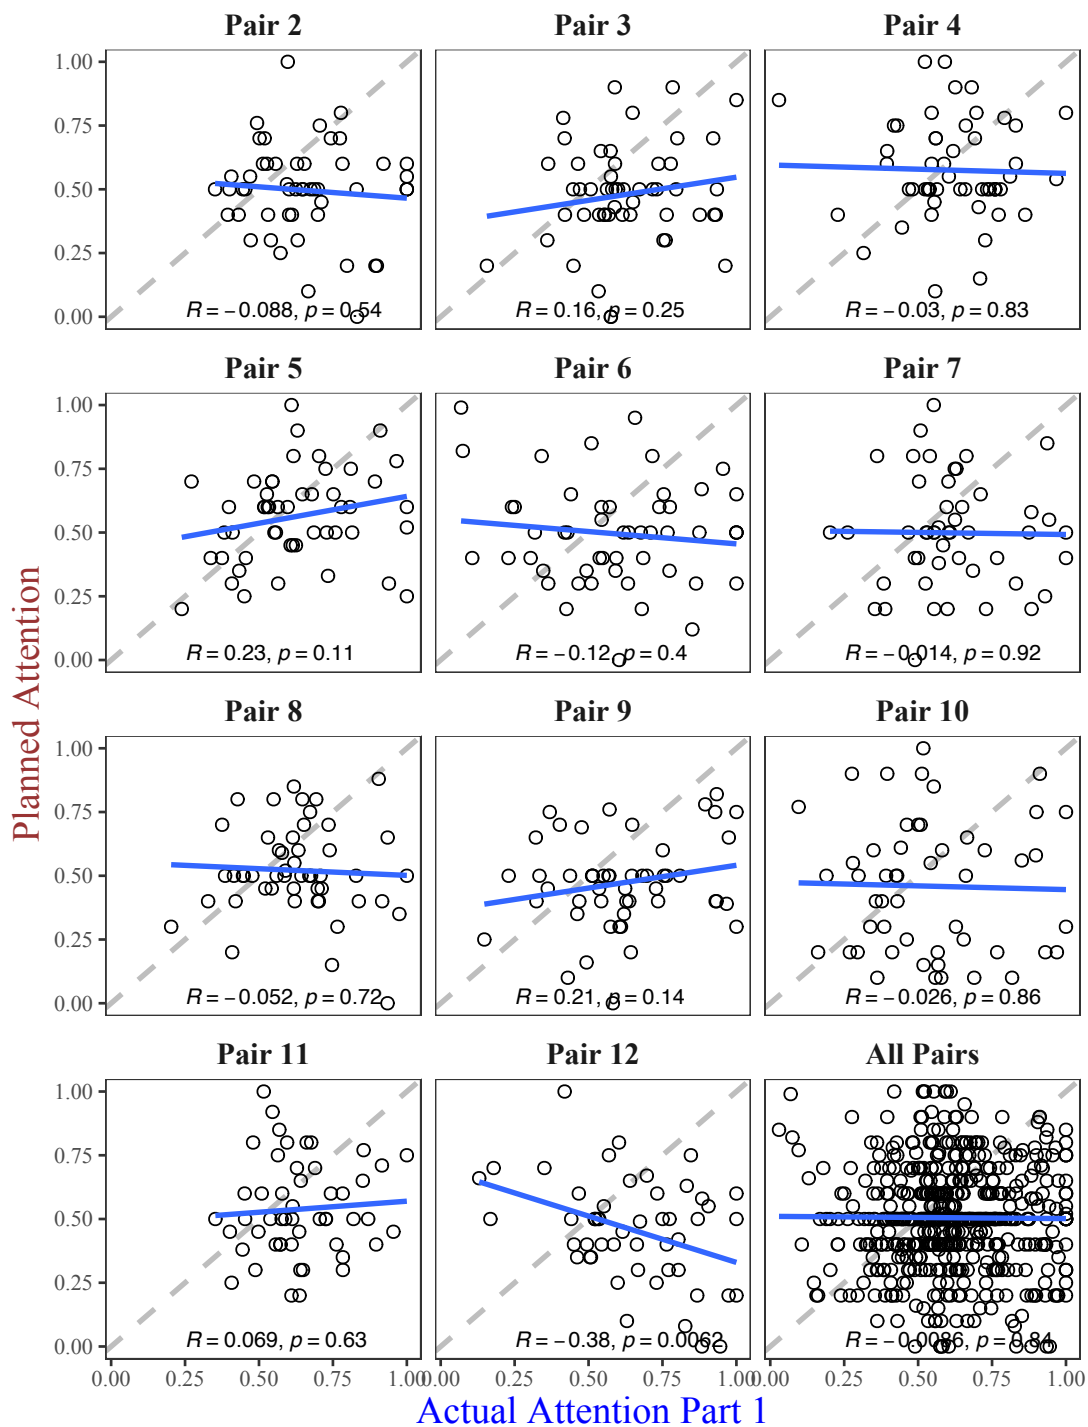 Pair 2
Pair 3
Pair 4
1.00
0.75
0.50
0.25
0.00
R = −0.088, p = 0.54
R = 0.16, p = 0.25
R = −0.03, p = 0.83
Pair 5
Pair 6
Pair 7
1.00
0.75
0.50
0.25
0.00
R = 0.23, p = 0.11
R = −0.12, p = 0.4
R = −0.014, p = 0.92
Planned Attention
Pair 8
Pair 9
Pair 10
1.00
0.75
0.50
0.25
0.00
R = −0.052, p = 0.72
R = 0.21, p = 0.14
R = −0.026, p = 0.86
Pair 11
Pair 12
All Pairs
1.00
0.75
0.50
0.25
0.00
R = 0.069, p = 0.63
R = −0.38, p = 0.0062
R = −0.0086, p = 0.84
0.00 0.25 0.50 0.75 1.00
0.00 0.25 0.50 0.75 1.00
0.00 0.25 0.50 0.75 1.00
Actual Attention Part 1